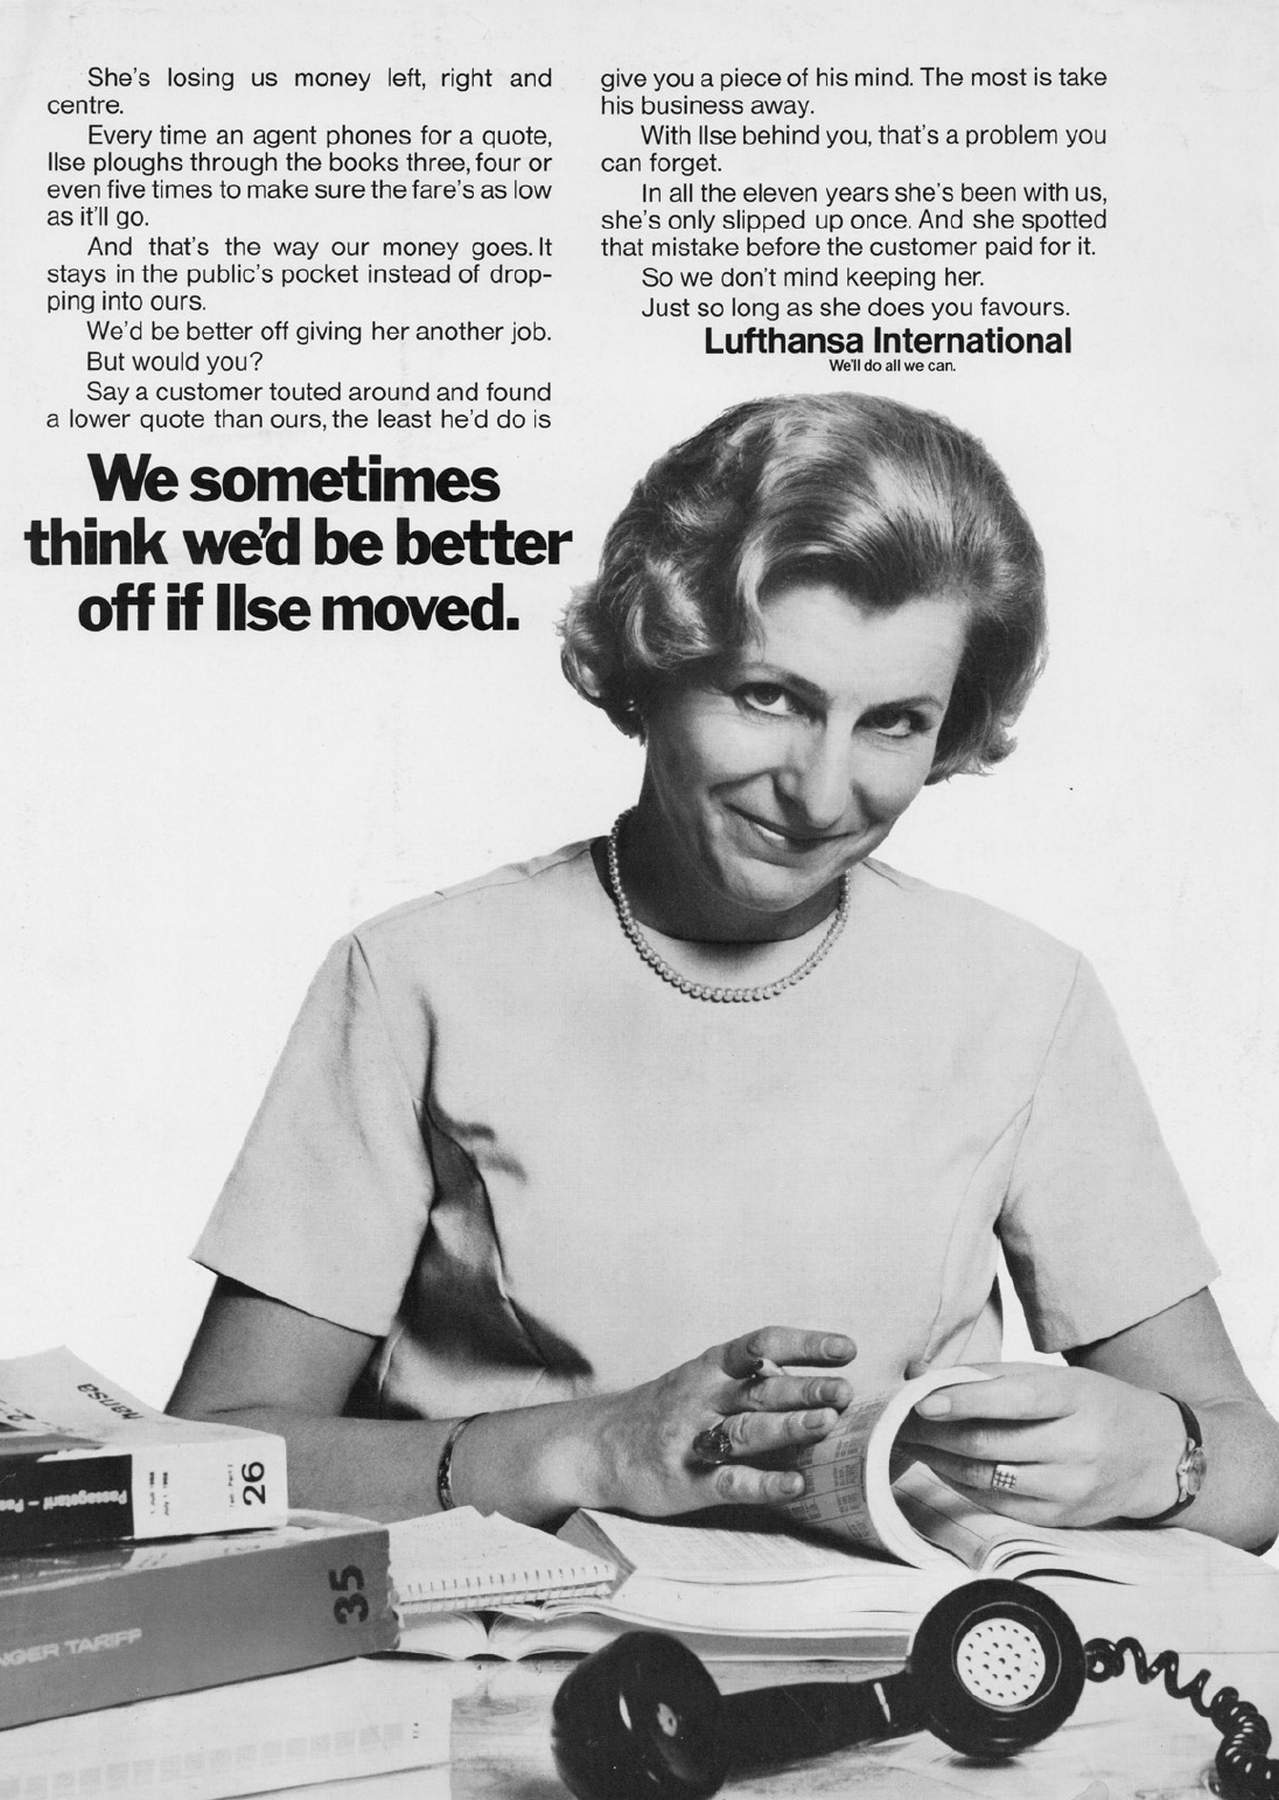 She's losing us money left, right and
centre.
Every time an agent phones for a quote,
Ilse ploughs through the books three, four or
even five times to make sure the fare's as low
as it'll go.
And that's the way our money goes. It
stays in the public's pocket instead of drop-
ping into ours.
We'd be better off giving her another job.
But would you?
Say a customer touted around and found
a lower quote than ours, the least he'd do is
give you a piece of his mind. The most is take
his business away.
With Ilse behind you, that's a problem you
can forget.
In all the eleven years she's been with us,
she's only slipped up once. And she spotted
that mistake before the customer paid for it.
So we don't mind keeping her.
Just so long as she does you favours.
Lufthansa International
We'll do all we can.
We sometimes
think we'd be better
off if Ilse moved.
hansa
2
Passagetarif – Pas
July 1
26
35
NGER TARIFF